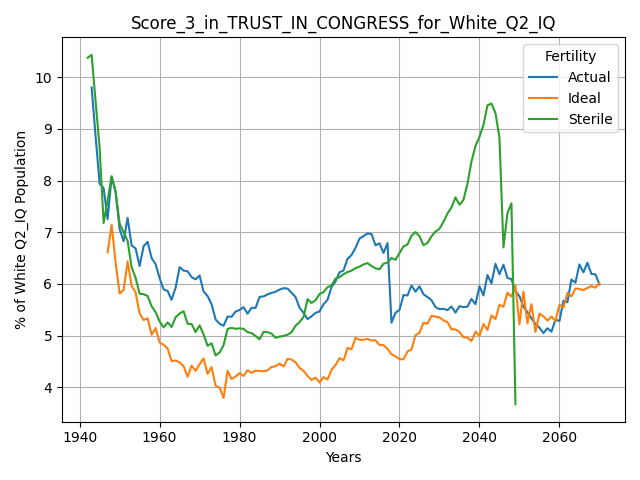 Score_3_in_TRUST_IN_CONGRESS_for_White_Q2_IQ
Fertility
Actual
Ideal
Sterile
% of White Q2_IQ Population
10
9
8
7
6
5
4
1940 1960 1980 2000 2020 2040 2060
Years